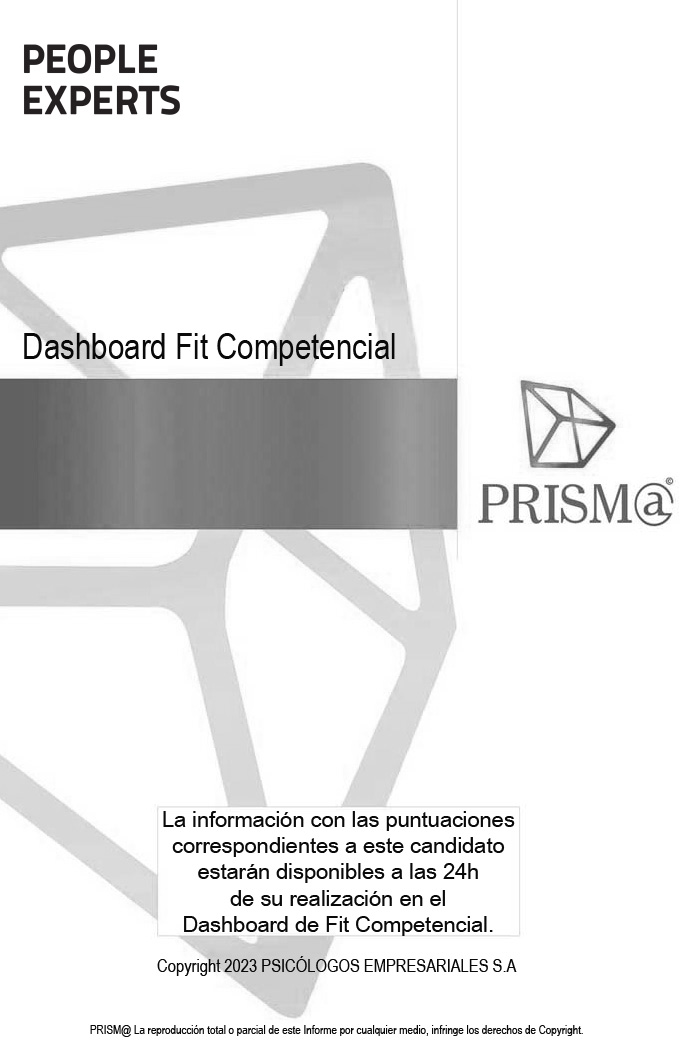 PEOPLE
EXPERTS
Dashboard Fit Competencial
PRISM@©
La información con las puntuaciones
correspondientes a este candidato
estarán disponibles a las 24h
de su realización en el
Dashboard de Fit Competencial.
Copyright 2023 PSICÓLOGOS EMPRESARIALES S.A
PRISM@ La reproducción total o parcial de este Informe por cualquier medio, infringe los derechos de Copyright.